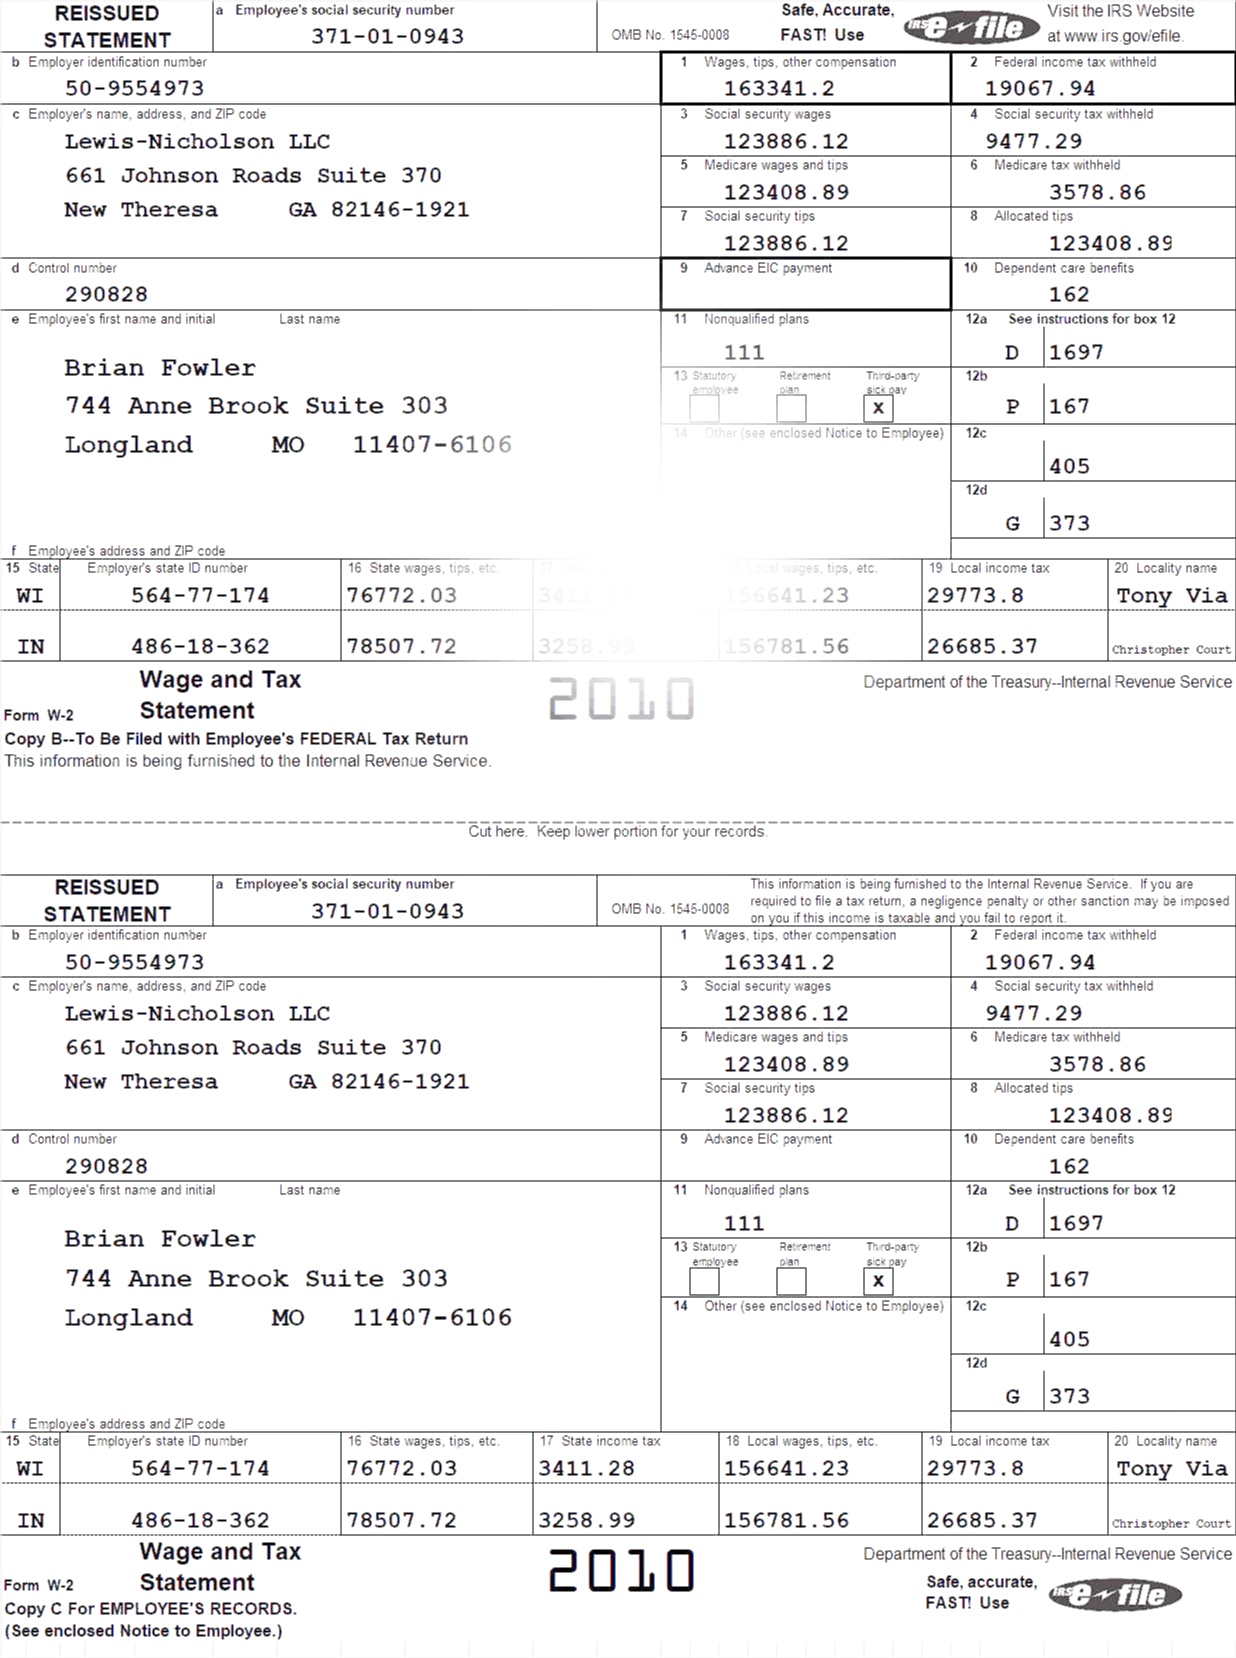 REISSUED STATEMENT
a Employee's social security number
371-01-0943
OMB No. 1545-0008
Safe, Accurate, FAST! Use
IRS e-file
Visit the IRS Website at www.irs.gov/efile.
b Employer identification number
50-9554973
1 Wages, tips, other compensation
163341.2
2 Federal income tax withheld
19067.94
c Employer's name, address, and ZIP code
Lewis-Nicholson LLC
661 Johnson Roads Suite 370
New Theresa GA 82146-1921
3 Social security wages
123886.12
4 Social security tax withheld
9477.29
5 Medicare wages and tips
123408.89
6 Medicare tax withheld
3578.86
7 Social security tips
123886.12
8 Allocated tips
123408.89
d Control number
290828
9 Advance EIC payment
10 Dependent care benefits
162
e Employee's first name and initial Last name
Brian Fowler
744 Anne Brook Suite 303
Longland MO 11407-6106
11 Nonqualified plans
111
12a See instructions for box 12
D 1697
13 Statutory employee Retirement plan Third-party sick pay
X
12b
P 167
14 Other (see enclosed Notice to Employee)
12c
405
12d
G 373
f Employee's address and ZIP code
15 State Employer's state ID number 16 State wages, tips, etc. wages, tips, etc. 19 Local income tax 20 Locality name
WI 564-77-174 76772.03 156641.23 29773.8 Tony Via
IN 486-18-362 78507.72 3258.99 156781.56 26685.37 Christopher Court
Wage and Tax
Form W-2 Statement
2010
Department of the Treasury--Internal Revenue Service
Copy B--To Be Filed with Employee's FEDERAL Tax Return
This information is being furnished to the Internal Revenue Service.
Cut here. Keep lower portion for your records.
REISSUED STATEMENT
a Employee's social security number
371-01-0943
OMB No. 1545-0008
This information is being furnished to the Internal Revenue Service. If you are
required to file a tax return, a negligence penalty or other sanction may be imposed
on you if this income is taxable and you fail to report it.
b Employer identification number
50-9554973
1 Wages, tips, other compensation
163341.2
2 Federal income tax withheld
19067.94
c Employer's name, address, and ZIP code
Lewis-Nicholson LLC
661 Johnson Roads Suite 370
New Theresa GA 82146-1921
3 Social security wages
123886.12
4 Social security tax withheld
9477.29
5 Medicare wages and tips
123408.89
6 Medicare tax withheld
3578.86
7 Social security tips
123886.12
8 Allocated tips
123408.89
d Control number
290828
9 Advance EIC payment
10 Dependent care benefits
162
e Employee's first name and initial Last name
Brian Fowler
744 Anne Brook Suite 303
Longland MO 11407-6106
11 Nonqualified plans
111
12a See instructions for box 12
D 1697
13 Statutory employee Retirement plan Third-party sick pay
X
12b
P 167
14 Other (see enclosed Notice to Employee)
12c
405
12d
G 373
f Employee's address and ZIP code
15 State Employer's state ID number 16 State wages, tips, etc. 17 State income tax 18 Local wages, tips, etc. 19 Local income tax 20 Locality name
WI 564-77-174 76772.03 3411.28 156641.23 29773.8 Tony Via
IN 486-18-362 78507.72 3258.99 156781.56 26685.37 Christopher Court
Wage and Tax
Form W-2 Statement
2010
Department of the Treasury--Internal Revenue Service
Safe, accurate, FAST! Use
IRS e-file
Copy C For EMPLOYEE'S RECORDS.
(See enclosed Notice to Employee.)